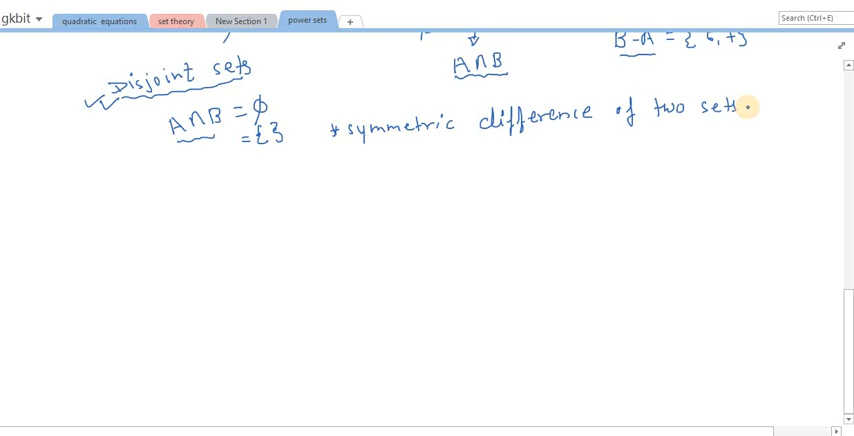 gkbit quadratic equations set theory New Section 1 power sets + Search (Ctrl+E)
B-A = {6, 7}
A∩B
Disjoint sets
A∩B = φ
= { }
* symmetric difference of two sets.